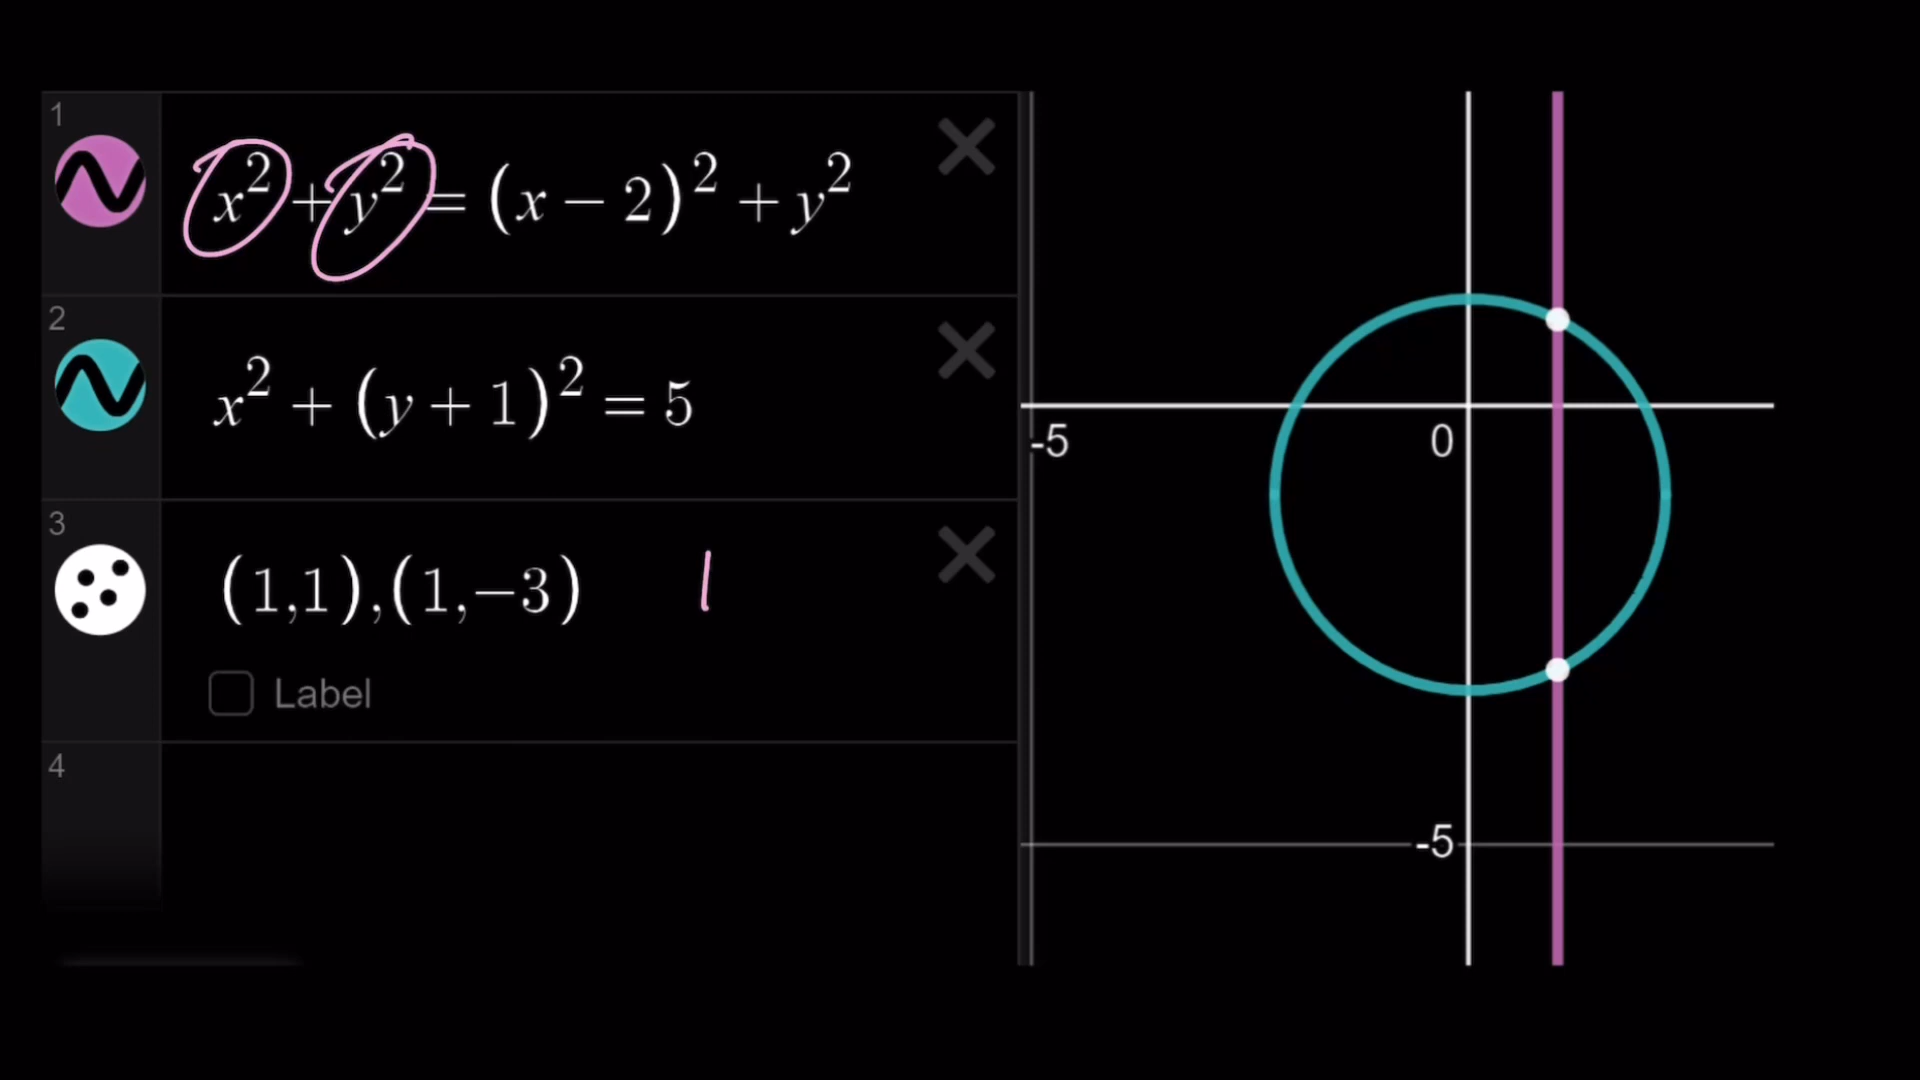 1
x² + y² = (x − 2)² + y²
2
x² + (y + 1)² = 5
3
(1,1),(1,−3)
Label
4
-5
0
-5